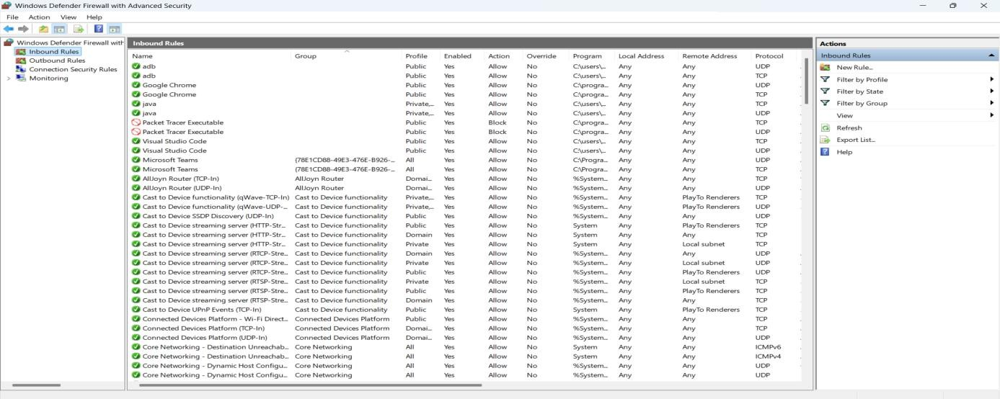 Windows Defender Firewall with Advanced Security
File Action View Help
Windows Defender Firewall with
Inbound Rules
Outbound Rules
Connection Security Rules
Monitoring
Inbound Rules
Name Group Profile Enabled Action Override Program Local Address Remote Address Protocol
adb Public Yes Allow No C:\users\... Any Any UDP
adb Public Yes Allow No C:\users\... Any Any TCP
Google Chrome Public Yes Allow No C:\progra... Any Any UDP
Google Chrome Public Yes Allow No C:\progra... Any Any TCP
java Private,... Yes Allow No C:\users\... Any Any TCP
java Private,... Yes Allow No C:\users\... Any Any UDP
Packet Tracer Executable Public Yes Block No C:\progra... Any Any TCP
Packet Tracer Executable Public Yes Block No C:\progra... Any Any UDP
Visual Studio Code Public Yes Allow No C:\users\... Any Any TCP
Visual Studio Code Public Yes Allow No C:\users\... Any Any UDP
Microsoft Teams {78E1CD88-49E3-476E-B926-... All Yes Allow No C:\Progra... Any Any UDP
Microsoft Teams {78E1CD88-49E3-476E-B926-... All Yes Allow No C:\Progra... Any Any TCP
AllJoyn Router (TCP-In) AllJoyn Router Domai... Yes Allow No %System... Any Any TCP
AllJoyn Router (UDP-In) AllJoyn Router Domai... Yes Allow No %System... Any Any UDP
Cast to Device functionality (qWave-TCP-In) Cast to Device functionality Private,... Yes Allow No %System... Any PlayTo Renderers TCP
Cast to Device functionality (qWave-UDP-... Cast to Device functionality Private,... Yes Allow No %System... Any PlayTo Renderers UDP
Cast to Device SSDP Discovery (UDP-In) Cast to Device functionality Public Yes Allow No %System... Any Any UDP
Cast to Device streaming server (HTTP-Str... Cast to Device functionality Public Yes Allow No System Any PlayTo Renderers TCP
Cast to Device streaming server (HTTP-Str... Cast to Device functionality Domain Yes Allow No System Any Any TCP
Cast to Device streaming server (HTTP-Str... Cast to Device functionality Private Yes Allow No System Any Local subnet TCP
Cast to Device streaming server (RTCP-Stre... Cast to Device functionality Domain Yes Allow No %System... Any Any UDP
Cast to Device streaming server (RTCP-Stre... Cast to Device functionality Private Yes Allow No %System... Any Local subnet UDP
Cast to Device streaming server (RTCP-Stre... Cast to Device functionality Public Yes Allow No %System... Any PlayTo Renderers UDP
Cast to Device streaming server (RTSP-Stre... Cast to Device functionality Private Yes Allow No %System... Any Local subnet TCP
Cast to Device streaming server (RTSP-Stre... Cast to Device functionality Public Yes Allow No %System... Any PlayTo Renderers TCP
Cast to Device streaming server (RTSP-Stre... Cast to Device functionality Domain Yes Allow No %System... Any Any TCP
Cast to Device UPnP Events (TCP-In) Cast to Device functionality Public Yes Allow No System Any PlayTo Renderers TCP
Connected Devices Platform - Wi-Fi Direct... Connected Devices Platform Public Yes Allow No %System... Any Any TCP
Connected Devices Platform (TCP-In) Connected Devices Platform Domai... Yes Allow No %System... Any Any TCP
Connected Devices Platform (UDP-In) Connected Devices Platform Domai... Yes Allow No %System... Any Any UDP
Core Networking - Destination Unreachab... Core Networking All Yes Allow No System Any Any ICMPv6
Core Networking - Destination Unreachab... Core Networking All Yes Allow No System Any Any ICMPv4
Core Networking - Dynamic Host Configu... Core Networking All Yes Allow No %System... Any Any UDP
Core Networking - Dynamic Host Configu... Core Networking All Yes Allow No %System... Any Any UDP
Actions
Inbound Rules
New Rule...
Filter by Profile
Filter by State
Filter by Group
View
Refresh
Export List...
Help